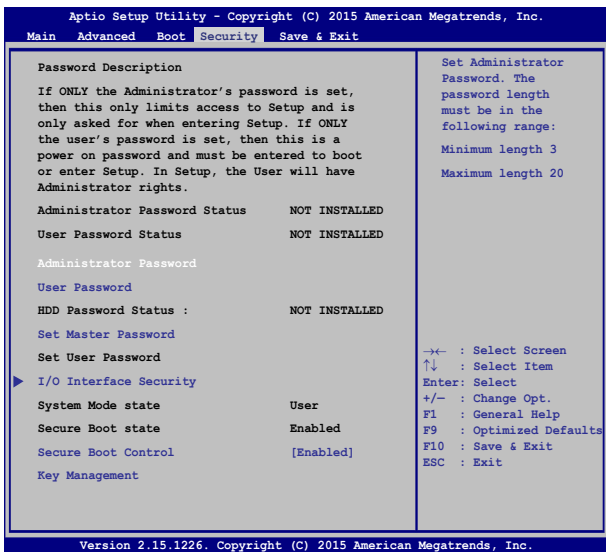 Aptio Setup Utility - Copyright (C) 2015 American Megatrends, Inc.
Main Advanced Boot Security Save & Exit
Password Description
If ONLY the Administrator's password is set,
then this only limits access to Setup and is
only asked for when entering Setup. If ONLY
the user's password is set, then this is a
power on password and must be entered to boot
or enter Setup. In Setup, the User will have
Administrator rights.
Administrator Password Status NOT INSTALLED
User Password Status NOT INSTALLED
Administrator Password
User Password
HDD Password Status : NOT INSTALLED
Set Master Password
Set User Password
I/O Interface Security
System Mode state User
Secure Boot state Enabled
Secure Boot Control [Enabled]
Key Management
Set Administrator
Password. The
password length
must be in the
following range:
Minimum length 3
Maximum length 20
→← : Select Screen
↑↓ : Select Item
Enter: Select
+/− : Change Opt.
F1 : General Help
F9 : Optimized Defaults
F10 : Save & Exit
ESC : Exit
Version 2.15.1226. Copyright (C) 2015 American Megatrends, Inc.